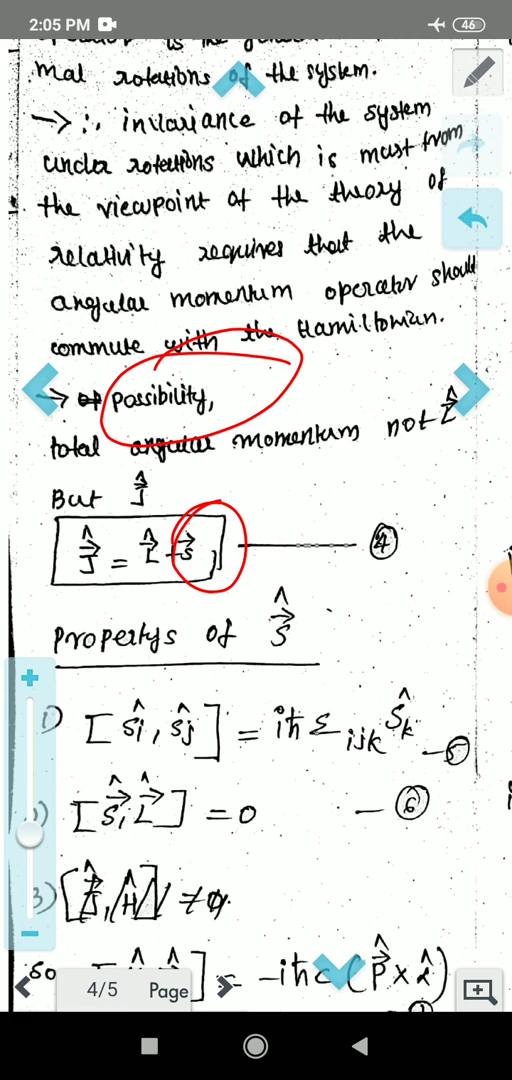 2:05 PM 46
mal rotations of the system.
→ ∴ invariance of the system
under rotations which is must from
the viewpoint of the theory of
relativity requires that the
angular momentum operator should
commute with the Hamiltonian.
→ possibility,
total angular momentum not L̂⃗
But Ĵ⃗
Ĵ⃗ = L̂⃗ + S⃗, ④
propertys of Ŝ⃗
1) [Ŝi, Ŝj] = iħ Σ ijk Ŝk — ⑤
) [Ŝ⃗, L̂⃗] = 0 — ⑥
3) [, Ĥ] ≠ 0
so [ ] = -iħc (P̂⃗ x α̂⃗)
4/5 Page